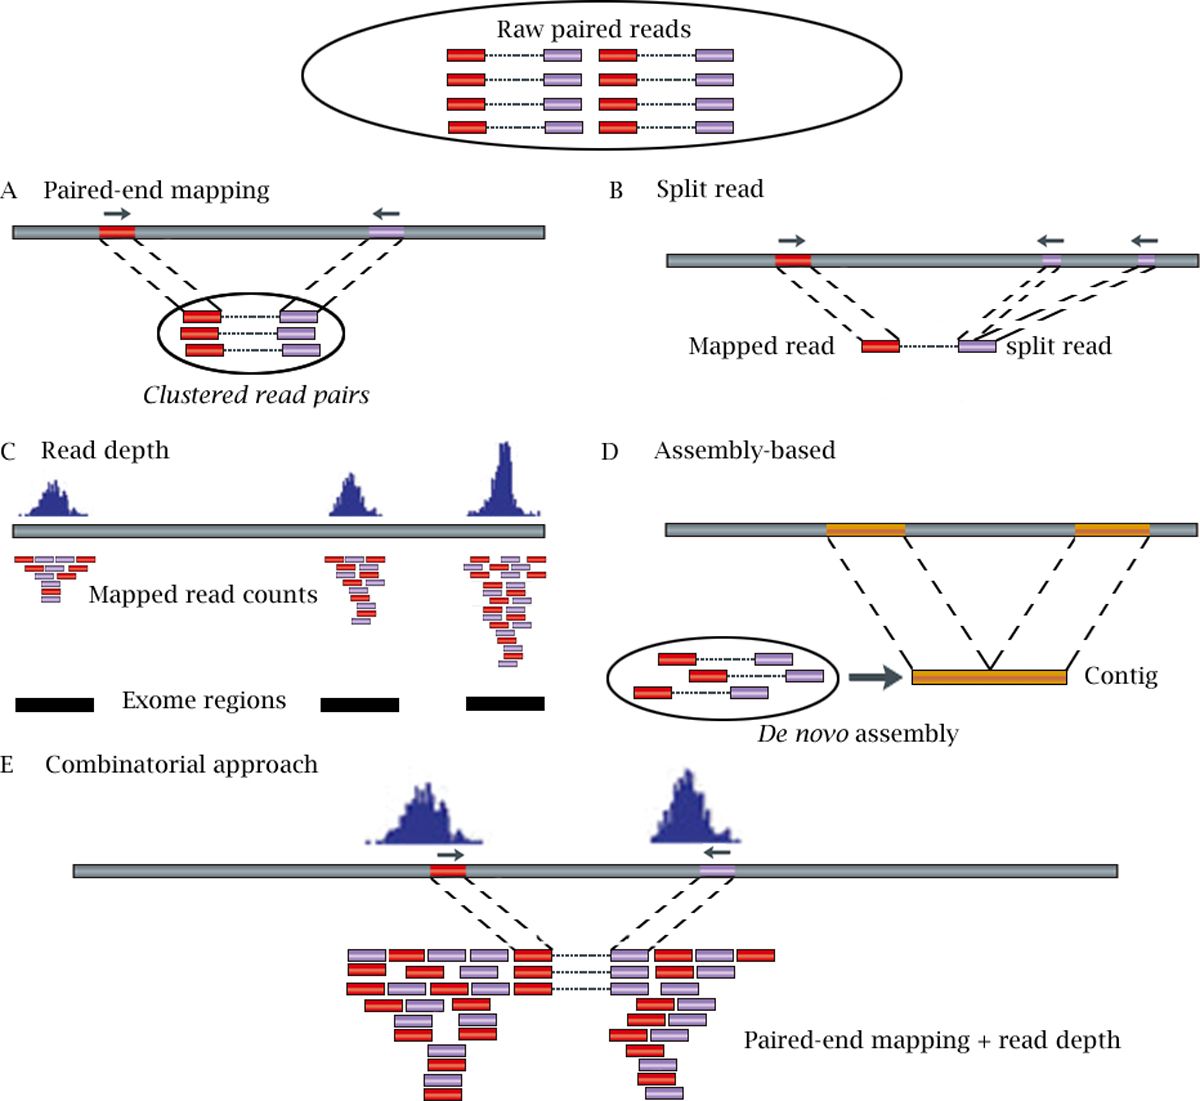 Raw paired reads
A Paired-end mapping
Clustered read pairs
B Split read
Mapped read
split read
C Read depth
Mapped read counts
Exome regions
D Assembly-based
Contig
De novo assembly
E Combinatorial approach
Paired-end mapping + read depth